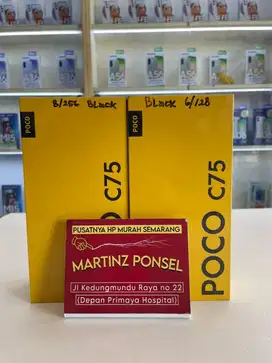 8/256 BLACK
BLACK 6/128
POCO
POCO C75
POCO
POCO C75
PUSATNYA HP MURAH SEMARANG
MARTINZ PONSEL
Jl Kedungmundu Raya no 22
(Depan Primaya Hospital)